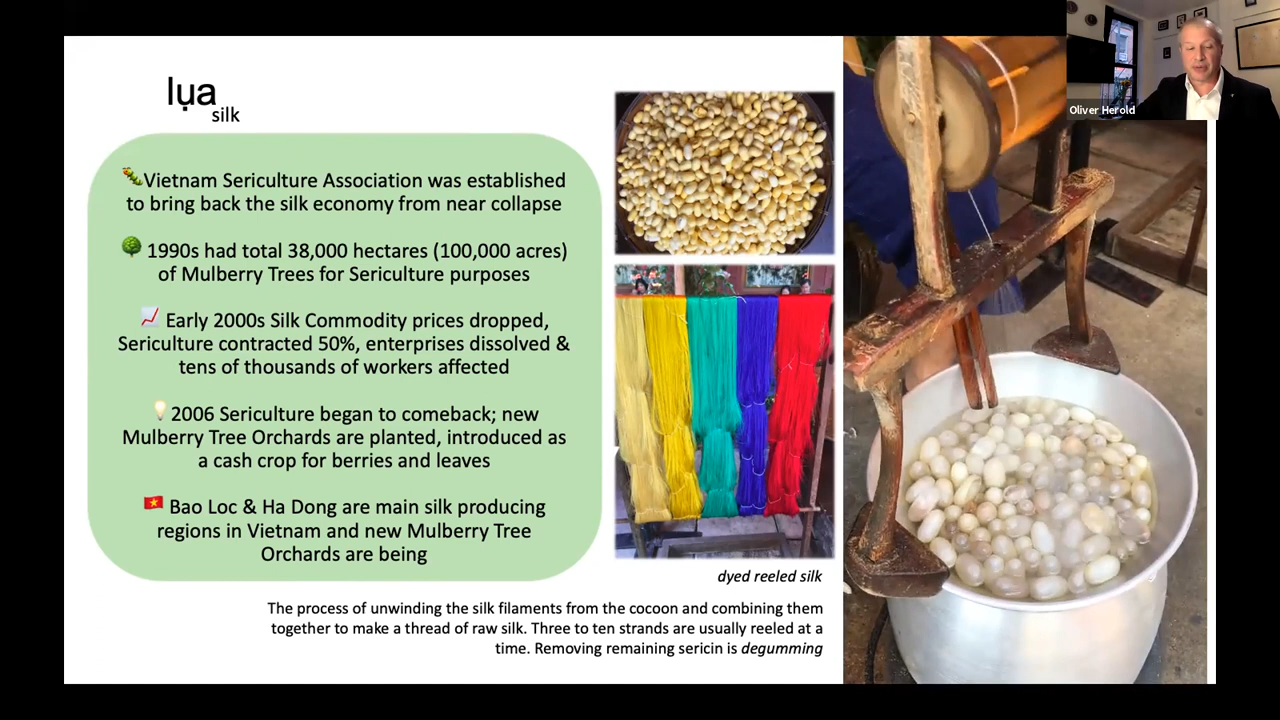 lụa
silk
Vietnam Sericulture Association was established
to bring back the silk economy from near collapse
1990s had total 38,000 hectares (100,000 acres)
of Mulberry Trees for Sericulture purposes
Early 2000s Silk Commodity prices dropped,
Sericulture contracted 50%, enterprises dissolved &
tens of thousands of workers affected
2006 Sericulture began to comeback; new
Mulberry Tree Orchards are planted, introduced as
a cash crop for berries and leaves
Bao Loc & Ha Dong are main silk producing
regions in Vietnam and new Mulberry Tree
Orchards are being
dyed reeled silk
The process of unwinding the silk filaments from the cocoon and combining them
together to make a thread of raw silk. Three to ten strands are usually reeled at a
time. Removing remaining sericin is degumming
Oliver Herold